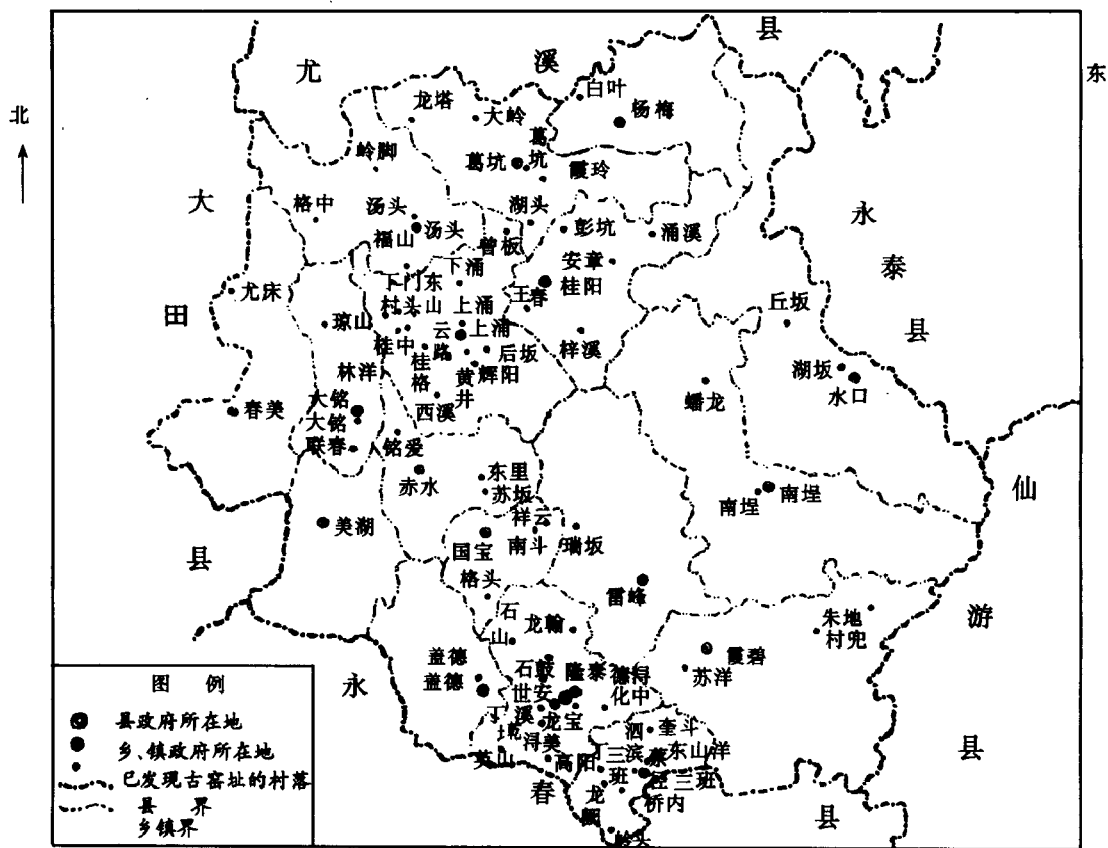 县
尤
溪
东
白叶
龙塔
大岭
杨梅
北
葛坑
葛坑
岭脚
霞玲
大
格中
汤头
湖头
永
汤头
福山
曾板
彭坑
涌溪
泰
下涌
安章
桂阳
尤床
下门东
王春
县
田
村头山
上涌
丘坂
琼山
上涌
云路
桂中
后坂
梓溪
桂格
辉阳
林洋
黄井
湖坂
水口
大铭
西溪
蟠龙
春美
大铭
联春
铭爱
赤水
东里
苏坂
仙
南埕
南埕
祥云
美湖
南斗
瑞坂
国宝
县
格头
雷峰
石山
龙翰
朱地
村兜
游
霞碧
盖德
盖德
石鼓
隆泰
苏洋
永
世安
化中
图 例
县政府所在地
乡、镇政府所在地
已发现古窑址的村落
县 界
乡镇界
溪
龙宝
浔美
泗滨
奎斗
东山洋
县
英山
高阳
三班
三班
春
桥内
龙阙
岭头
县